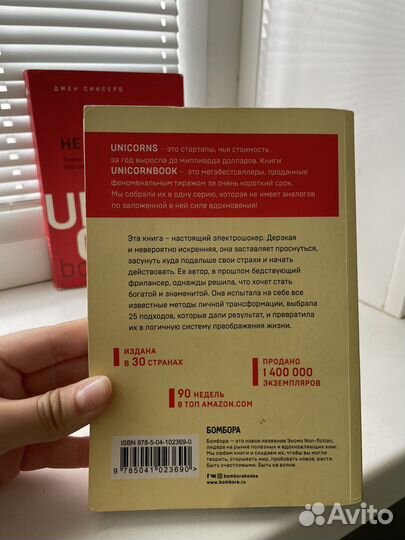 ДЖЕН СИНСЕРО
НЕ
UNICORNS – это стартапы, чья стоимость
за год выросла до миллиарда долларов. Книги
UNICORNBOOK – это мегабестселлеры, проданные
феноменальным тиражом за очень короткий срок.
Мы собрали их в одну серию, которая не имеет аналогов
по заложенной в ней силе вдохновения!
Эта книга – настоящий электрошокер. Дерзкая
и невероятно искренняя, она заставляет проснуться,
засунуть куда подальше свои страхи и начать
действовать. Ее автор, в прошлом бедствующий
фрилансер, однажды решила, что хочет стать
богатой и знаменитой. Она испытала на себе все
известные методы личной трансформации, выбрала
25 подходов, которые дали результат, и превратила
их в логичную систему преображения жизни.
ИЗДАНА
В 30 СТРАНАХ
ПРОДАНО
1 400 000
ЭКЗЕМПЛЯРОВ
90 НЕДЕЛЬ
В ТОП AMAZON.COM
ISBN 978-5-04-102369-0
9 785041 023690 >
БОМБОРА
Бомбора – это новое название Эксмо Non-fiction,
лидера на рынке полезных и вдохновляющих книг.
Мы любим книги и создаем их, чтобы вы могли
творить, открывать мир, пробовать новое, расти.
Быть счастливыми. Быть на волне.
bomborabooks
bombora.ru
Avito